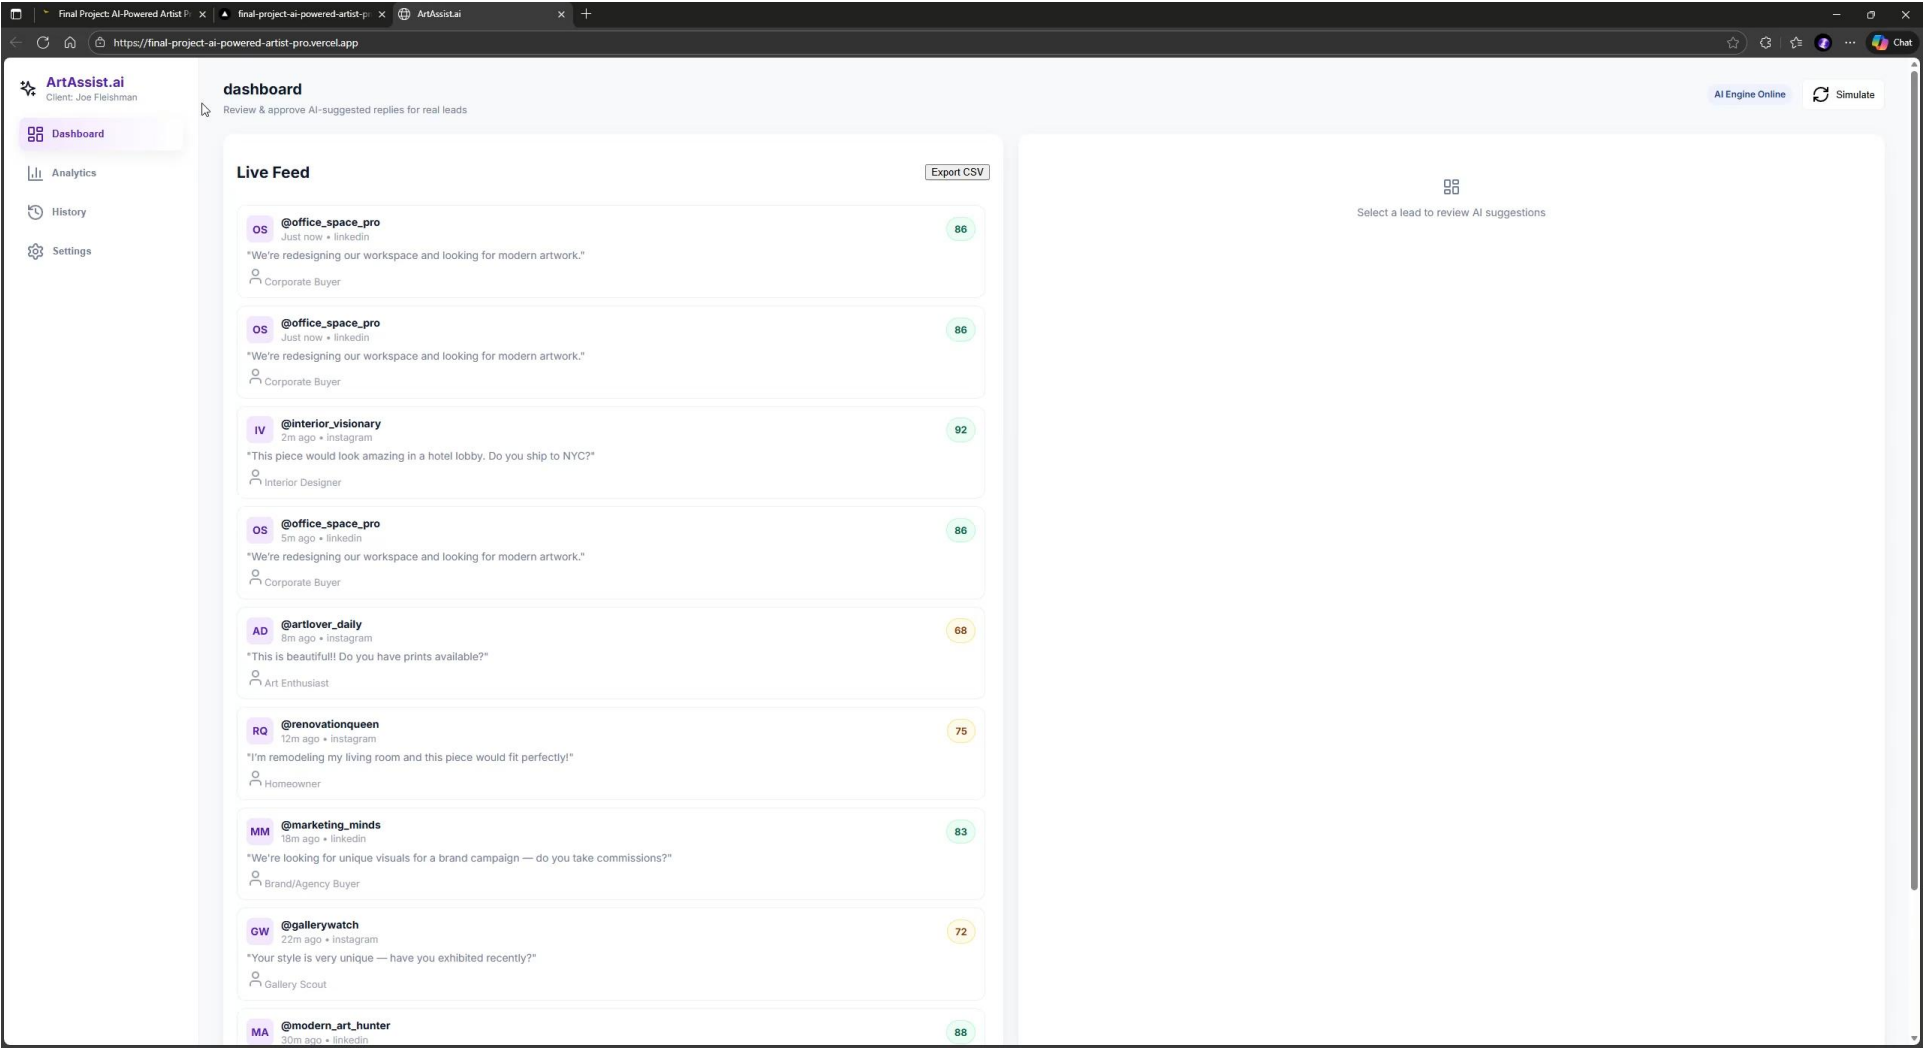 Final Project: AI-Powered Artist P
final-project-ai-powered-artist-pr
ArtAssist.ai
https://final-project-ai-powered-artist-pro.vercel.app
Chat
ArtAssist.ai
Client: Joe Fleishman
Dashboard
Analytics
History
Settings
dashboard
Review & approve AI-suggested replies for real leads
AI Engine Online
Simulate
Live Feed
Export CSV
OS
@office_space_pro
Just now • linkedin
86
"We're redesigning our workspace and looking for modern artwork."
Corporate Buyer
OS
@office_space_pro
Just now • linkedin
86
"We're redesigning our workspace and looking for modern artwork."
Corporate Buyer
IV
@interior_visionary
2m ago • instagram
92
"This piece would look amazing in a hotel lobby. Do you ship to NYC?"
Interior Designer
OS
@office_space_pro
5m ago • linkedin
86
"We're redesigning our workspace and looking for modern artwork."
Corporate Buyer
AD
@artlover_daily
8m ago • instagram
68
"This is beautiful!! Do you have prints available?"
Art Enthusiast
RQ
@renovationqueen
12m ago • instagram
75
"I'm remodeling my living room and this piece would fit perfectly!"
Homeowner
MM
@marketing_minds
18m ago • linkedin
83
"We're looking for unique visuals for a brand campaign — do you take commissions?"
Brand/Agency Buyer
GW
@gallerywatch
22m ago • instagram
72
"Your style is very unique — have you exhibited recently?"
Gallery Scout
MA
@modern_art_hunter
30m ago • linkedin
88
Select a lead to review AI suggestions